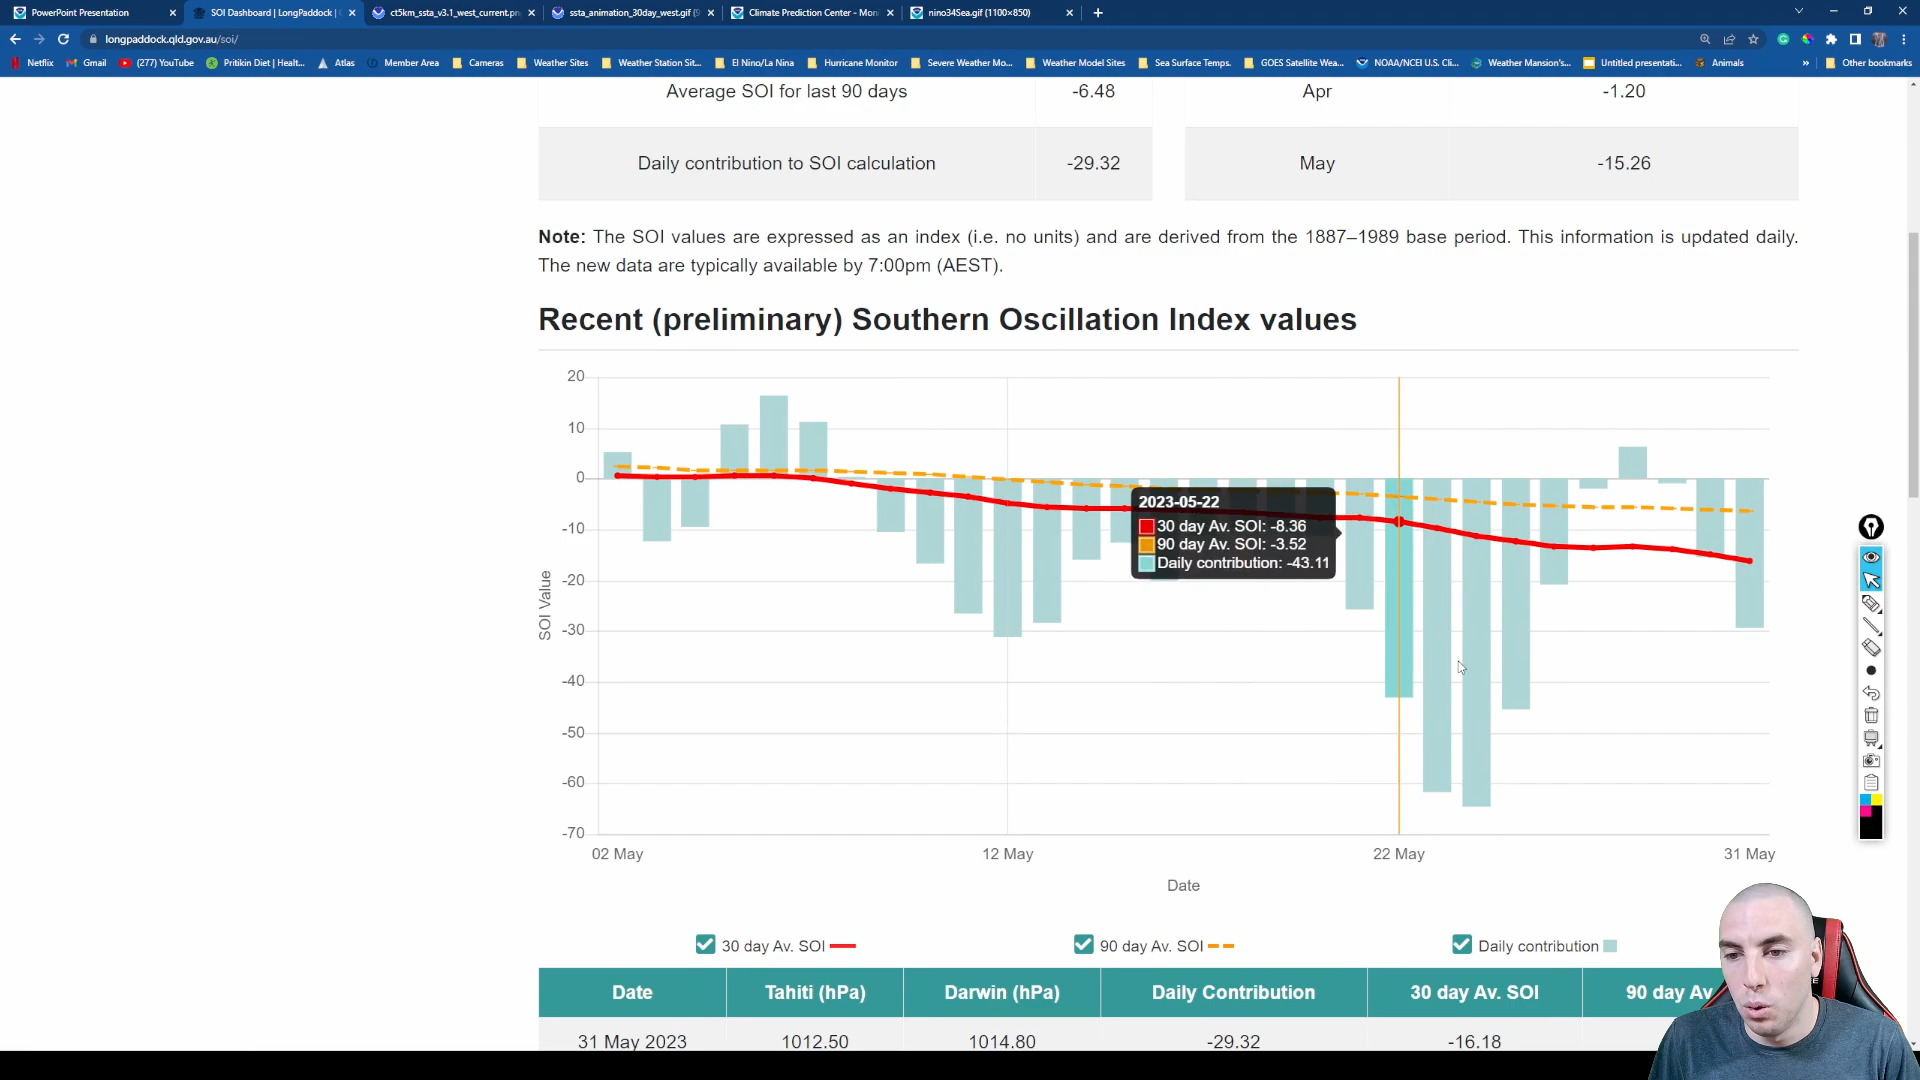 PowerPoint Presentation
SOI Dashboard | LongPaddock |
ct5km_ssta_v3.1_west_current.pn
ssta_animation_30day_west.gif (9
Climate Prediction Center - Moni
nino34Sea.gif (1100×850)
longpaddock.qld.gov.au/soi/
Netflix Gmail (277) YouTube Pritikin Diet | Healt... Atlas Member Area Cameras Weather Sites Weather Station Sit... El Nino/La Nina Hurricane Monitor Severe Weather Mo... Weather Model Sites Sea Surface Temps. GOES Satellite Wea... NOAA/NCEI U.S. Cli... Weather Mansion's... Untitled presentati... Animals » Other bookmarks
Average SOI for last 90 days -6.48 Apr -1.20
Daily contribution to SOI calculation -29.32 May -15.26
Note: The SOI values are expressed as an index (i.e. no units) and are derived from the 1887–1989 base period. This information is updated daily.
The new data are typically available by 7:00pm (AEST).
Recent (preliminary) Southern Oscillation Index values
20
10
0
-10
-20
-30
-40
-50
-60
-70
SOI Value
2023-05-22
30 day Av. SOI: -8.36
90 day Av. SOI: -3.52
Daily contribution: -43.11
02 May 12 May 22 May 31 May
Date
30 day Av. SOI 90 day Av. SOI Daily contribution
Date Tahiti (hPa) Darwin (hPa) Daily Contribution 30 day Av. SOI 90 day Av
31 May 2023 1012.50 1014.80 -29.32 -16.18